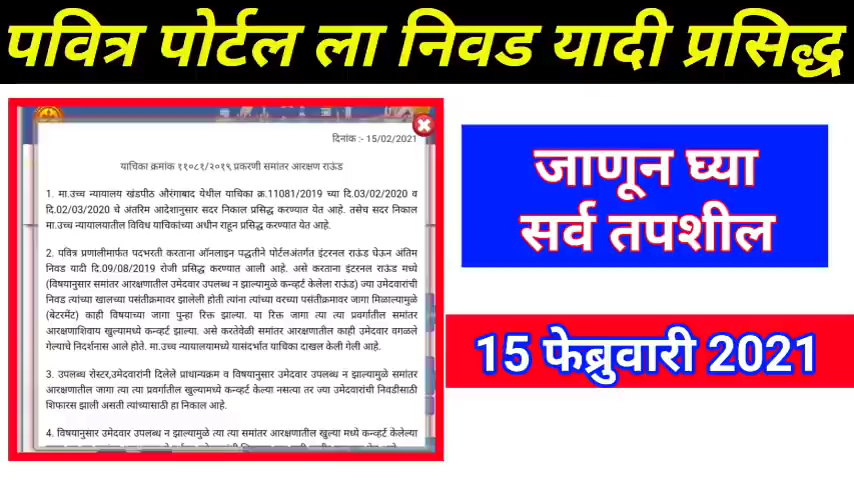 पवित्र पोर्टल ला निवड यादी प्रसिद्ध
दिनांक :- 15/02/2021
याचिका क्रमांक ११०८१/२०१९ प्रकरणी समांतर आरक्षण राऊंड
1. मा.उच्च न्यायालय खंडपीठ औरंगाबाद येथील याचिका क्र.11081/2019 च्या दि.03/02/2020 व
दि.02/03/2020 चे अंतरिम आदेशानुसार सदर निकाल प्रसिद्ध करण्यात येत आहे. तसेच सदर निकाल
मा.उच्च न्यायालयातील विविध याचिकांच्या अधीन राहून प्रसिद्ध करण्यात येत आहे.
2. पवित्र प्रणालीमार्फत पदभरती करताना ऑनलाइन पद्धतीने पोर्टलअंतर्गत इंटरनल राऊंड घेऊन अंतिम
निवड यादी दि.09/08/2019 रोजी प्रसिद्ध करण्यात आली आहे. असे करताना इंटरनल राऊंड मध्ये
(विषयानुसार समांतर आरक्षणातील उमेदवार उपलब्ध न झाल्यामुळे कन्व्हर्ट केलेला राऊंड) ज्या उमेदवारांची
निवड त्यांच्या खालच्या पसंतीक्रमावर झालेली होती त्यांना त्यांच्या वरच्या पसंतीक्रमावर जागा मिळाल्यामुळे
(बेटरमेंट) काही विषयाच्या जागा पुन्हा रिक्त झाल्या. या रिक्त जागा त्या त्या प्रवर्गातील समांतर
आरक्षणाशिवाय खुल्यामध्ये कन्व्हर्ट झाल्या. असे करतेवेळी समांतर आरक्षणातील काही उमेदवार वगळले
गेल्याचे निदर्शनास आले होते. मा.उच्च न्यायालयामध्ये यासंदर्भात याचिका दाखल केली गेली आहे.
3. उपलब्ध रोस्टर,उमेदवारांनी दिलेले प्राधान्यक्रम व विषयानुसार उमेदवार उपलब्ध न झाल्यामुळे समांतर
आरक्षणातील जागा त्या त्या प्रवर्गातील खुल्यामध्ये कन्व्हर्ट केल्या नसत्या तर ज्या उमेदवारांची निवडीसाठी
शिफारस झाली असती त्यांच्यासाठी हा निकाल आहे.
4. विषयानुसार उमेदवार उपलब्ध न झाल्यामुळे त्या त्या समांतर आरक्षणातील खुल्या मध्ये कन्व्हर्ट केलेल्या
जाणून घ्या
सर्व तपशील
15 फेब्रुवारी 2021